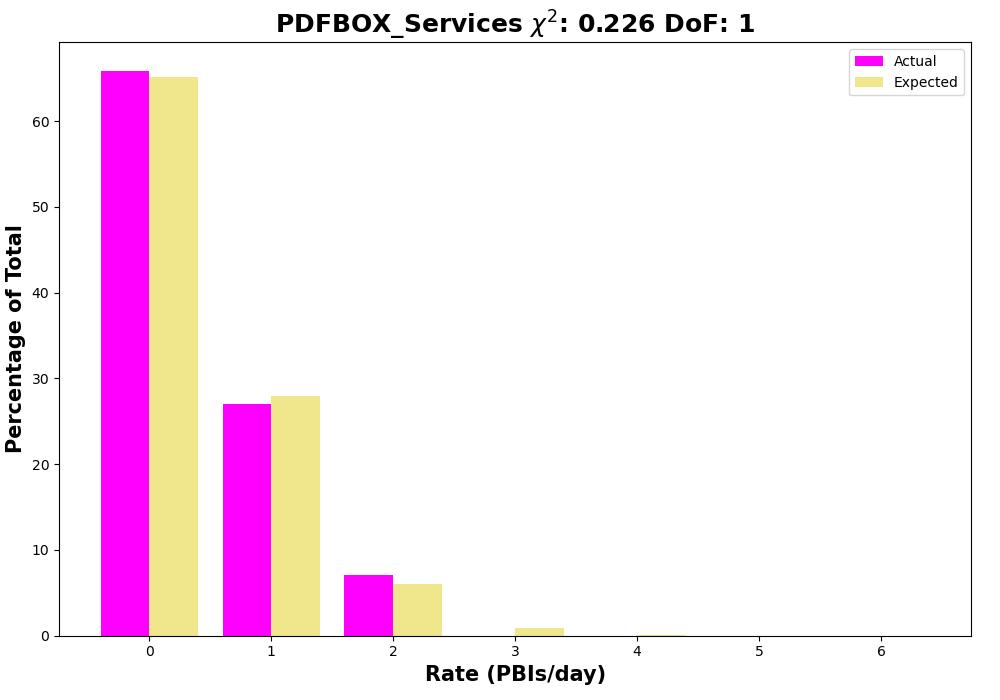 PDFBOX_Services χ²: 0.226 DoF: 1
Actual
Expected
Percentage of Total
60
50
40
30
20
10
0
0 1 2 3 4 5 6
Rate (PBIs/day)